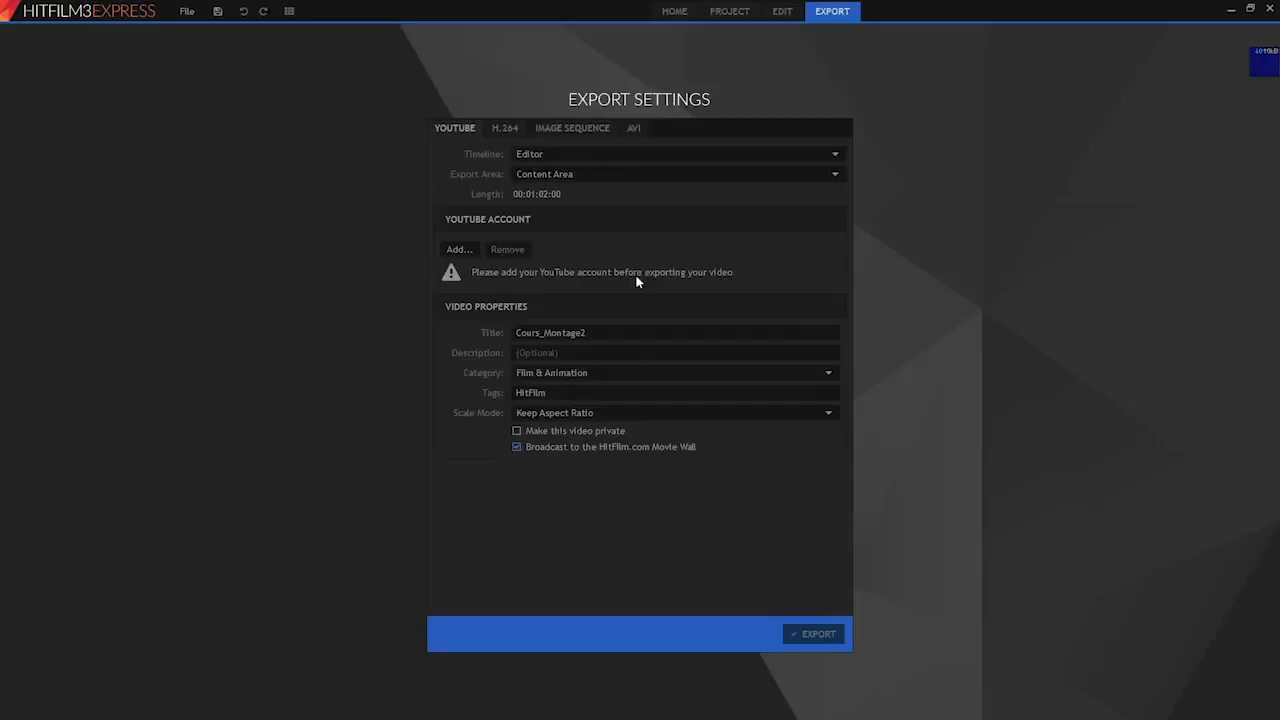 HITFILM3EXPRESS File HOME PROJECT EDIT EXPORT
EXPORT SETTINGS
YOUTUBE H.264 IMAGE SEQUENCE AVI
Timeline: Editor
Export Area: Content Area
Length: 00:01:02:00
YOUTUBE ACCOUNT
Add... Remove
Please add your YouTube account before exporting your video
VIDEO PROPERTIES
Title: Cours_Montage2
Description: (Optional)
Category: Film & Animation
Tags: HitFilm
Scale Mode: Keep Aspect Ratio
Make this video private
Broadcast to the HitFilm.com Movie Wall
EXPORT